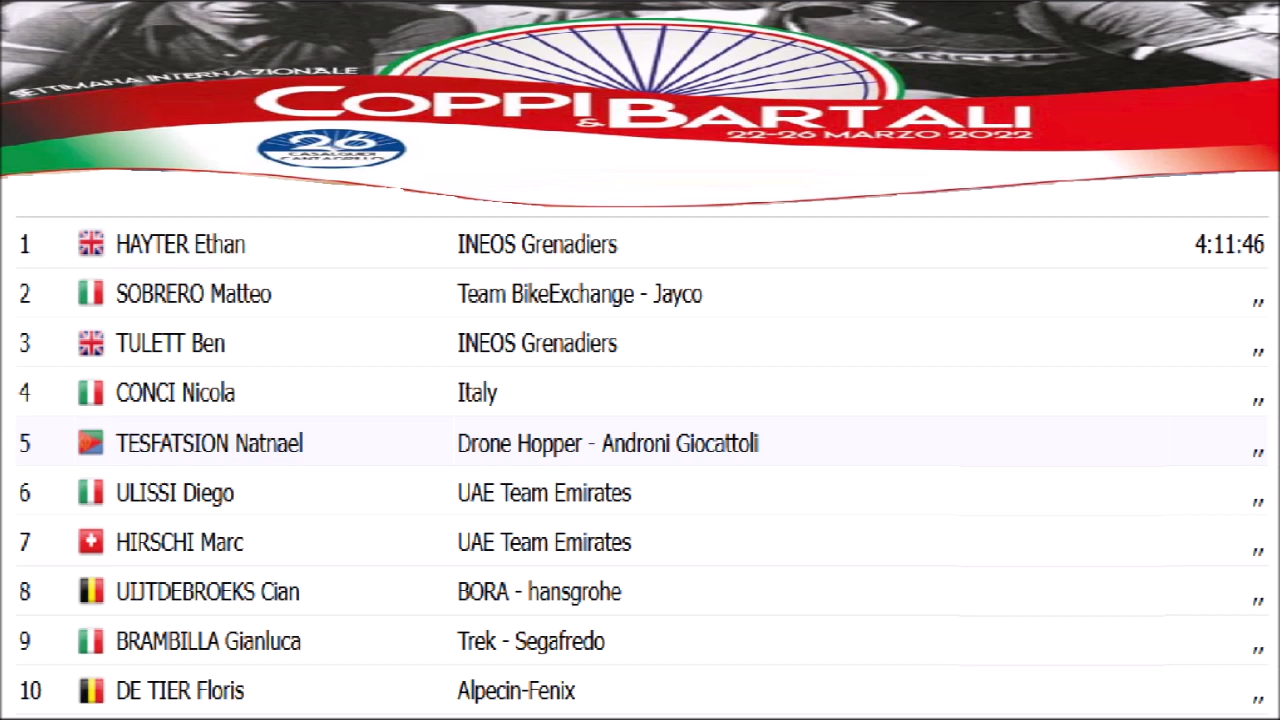 SETTIMANA INTERNAZIONALE
COPPI & BARTALI
22-26 MARZO 2022
26
1 HAYTER Ethan INEOS Grenadiers 4:11:46
2 SOBRERO Matteo Team BikeExchange - Jayco ,,
3 TULETT Ben INEOS Grenadiers ,,
4 CONCI Nicola Italy ,,
5 TESFATSION Natnael Drone Hopper - Androni Giocattoli ,,
6 ULISSI Diego UAE Team Emirates ,,
7 HIRSCHI Marc UAE Team Emirates ,,
8 UIJTDEBROEKS Cian BORA - hansgrohe ,,
9 BRAMBILLA Gianluca Trek - Segafredo ,,
10 DE TIER Floris Alpecin-Fenix ,,